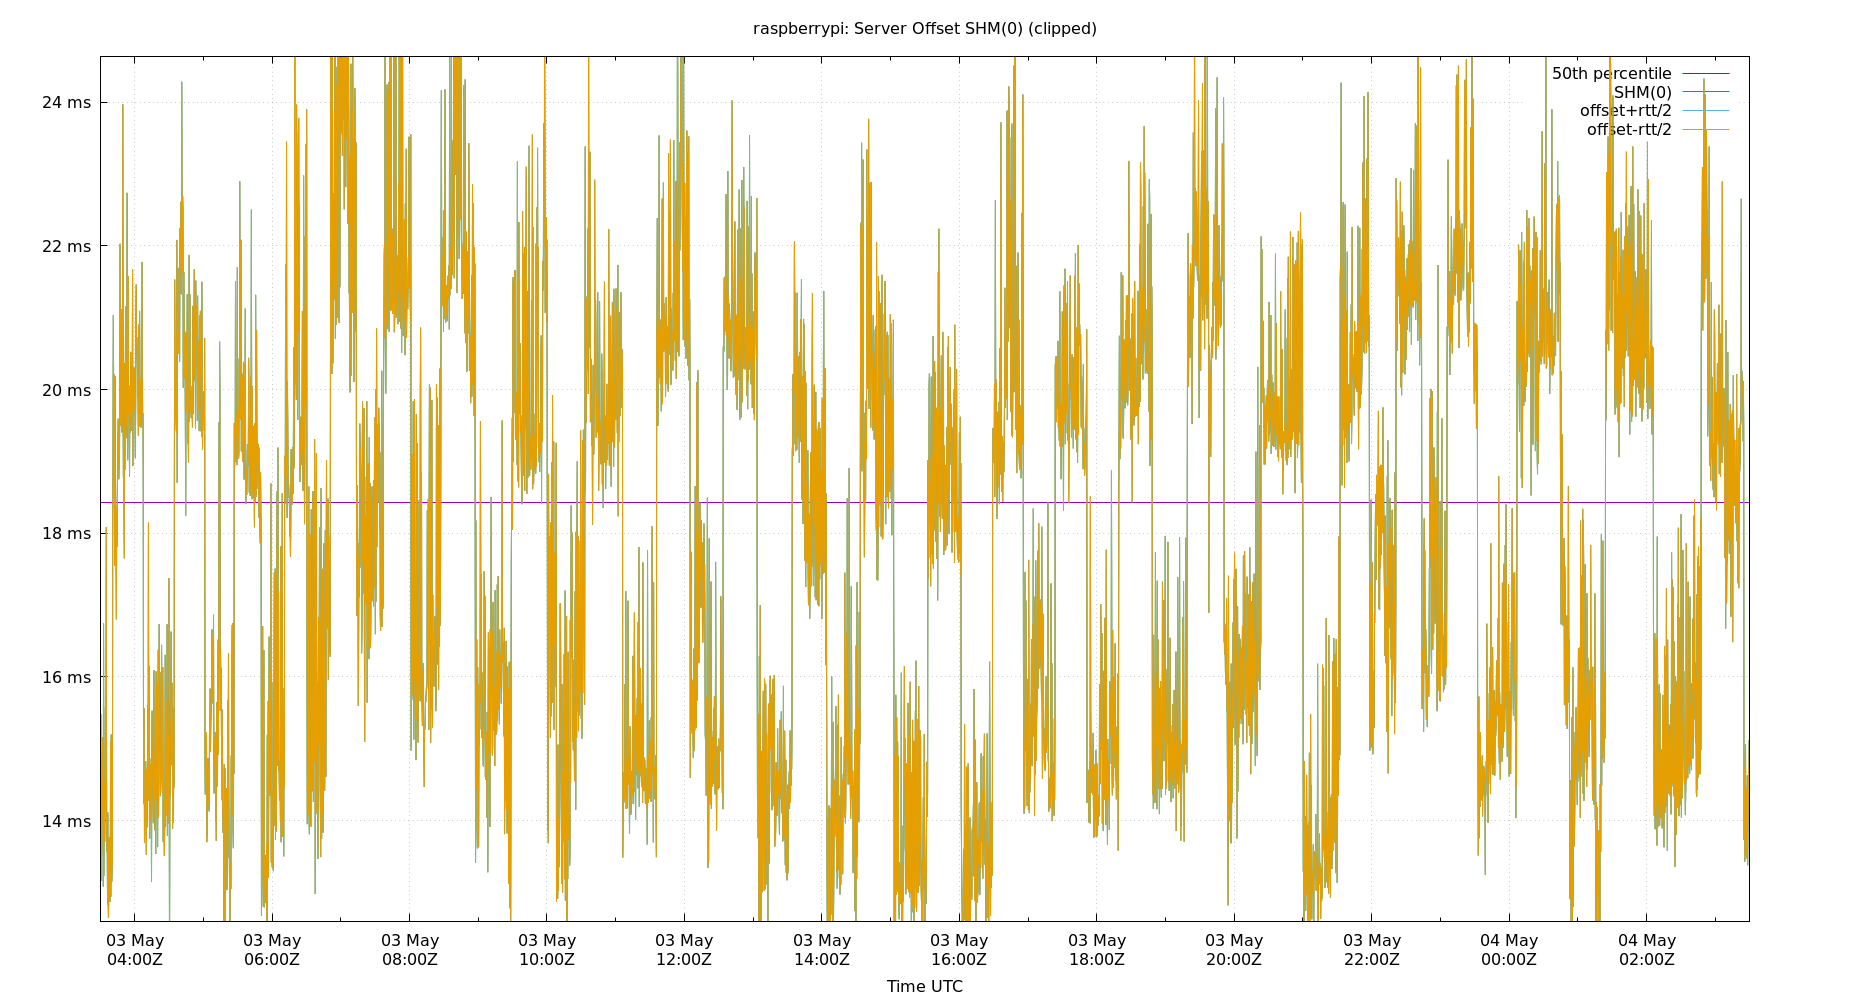 raspberrypi: Server Offset SHM(0) (clipped)
50th percentile
SHM(0)
offset+rtt/2
offset-rtt/2
24 ms
22 ms
20 ms
18 ms
16 ms
14 ms
03 May 03 May 03 May 03 May 03 May 03 May 03 May 03 May 03 May 03 May 04 May 04 May
04:00Z 06:00Z 08:00Z 10:00Z 12:00Z 14:00Z 16:00Z 18:00Z 20:00Z 22:00Z 00:00Z 02:00Z
Time UTC